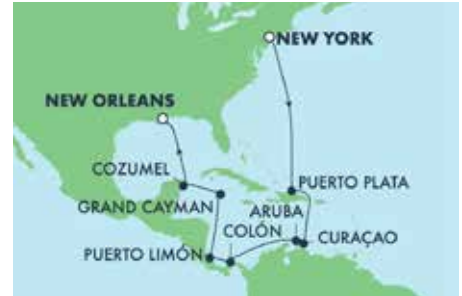 NEW YORK
NEW ORLEANS
COZUMEL
PUERTO PLATA
GRAND CAYMAN
ARUBA
COLÓN
CURAÇAO
PUERTO LIMÓN